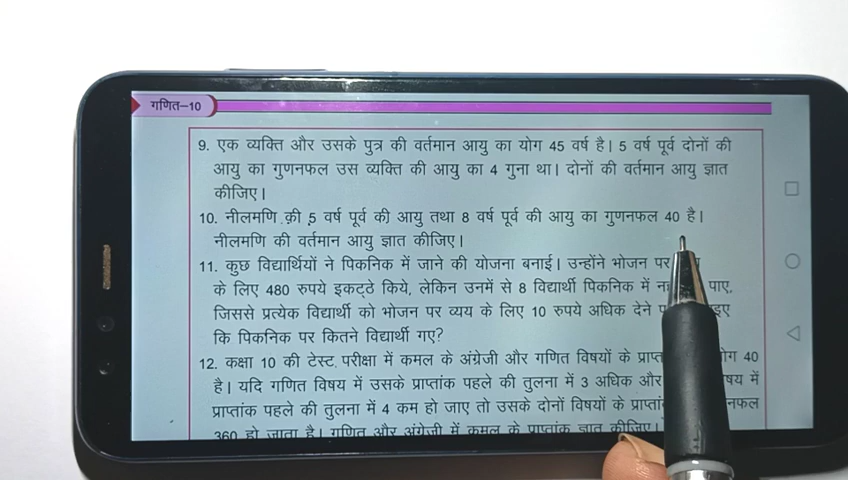 गणित–10
9. एक व्यक्ति और उसके पुत्र की वर्तमान आयु का योग 45 वर्ष है। 5 वर्ष पूर्व दोनों की
आयु का गुणनफल उस व्यक्ति की आयु का 4 गुना था। दोनों की वर्तमान आयु ज्ञात
कीजिए।
10. नीलमणि की 5 वर्ष पूर्व की आयु तथा 8 वर्ष पूर्व की आयु का गुणनफल 40 है।
नीलमणि की वर्तमान आयु ज्ञात कीजिए।
11. कुछ विद्यार्थियों ने पिकनिक में जाने की योजना बनाई। उन्होंने भोजन पर
के लिए 480 रुपये इकट्ठे किये, लेकिन उनमें से 8 विद्यार्थी पिकनिक में पाए,
जिससे प्रत्येक विद्यार्थी को भोजन पर व्यय के लिए 10 रुपये अधिक देने
कि पिकनिक पर कितने विद्यार्थी गए?
12. कक्षा 10 की टेस्ट परीक्षा में कमल के अंग्रेजी और गणित विषयों के 40
है। यदि गणित विषय में उसके प्राप्तांक पहले की तुलना में 3 अधिक और में
प्राप्तांक पहले की तुलना में 4 कम हो जाए तो उसके दोनों विषयों के
360 हो जाता है। गणित और अंग्रेजी में कमल के प्राप्तांक ज्ञात कीजिए।